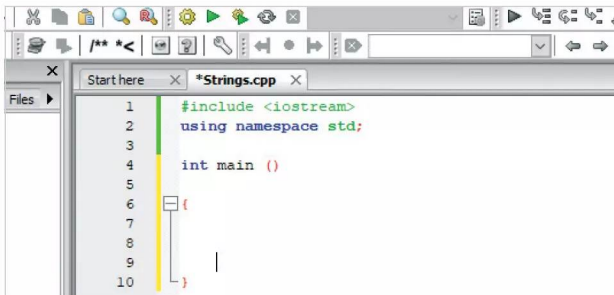 /** *<
Start here *Strings.cpp
Files
1 #include <iostream>
2 using namespace std;
3
4 int main ()
5
6 {
7
8
9
10 }